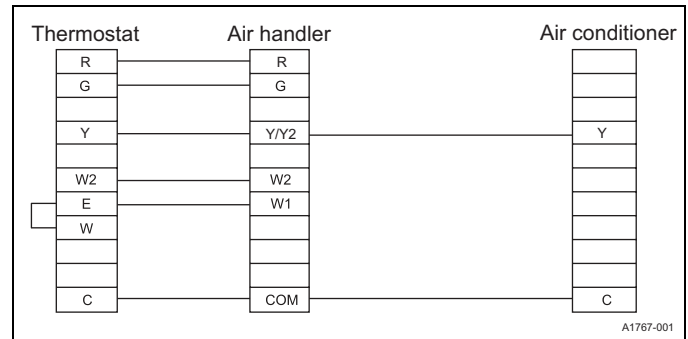 Thermostat Air handler Air conditioner
R R
G G
Y Y/Y2 Y
W2 W2
E W1
W
C COM C
A1767-001